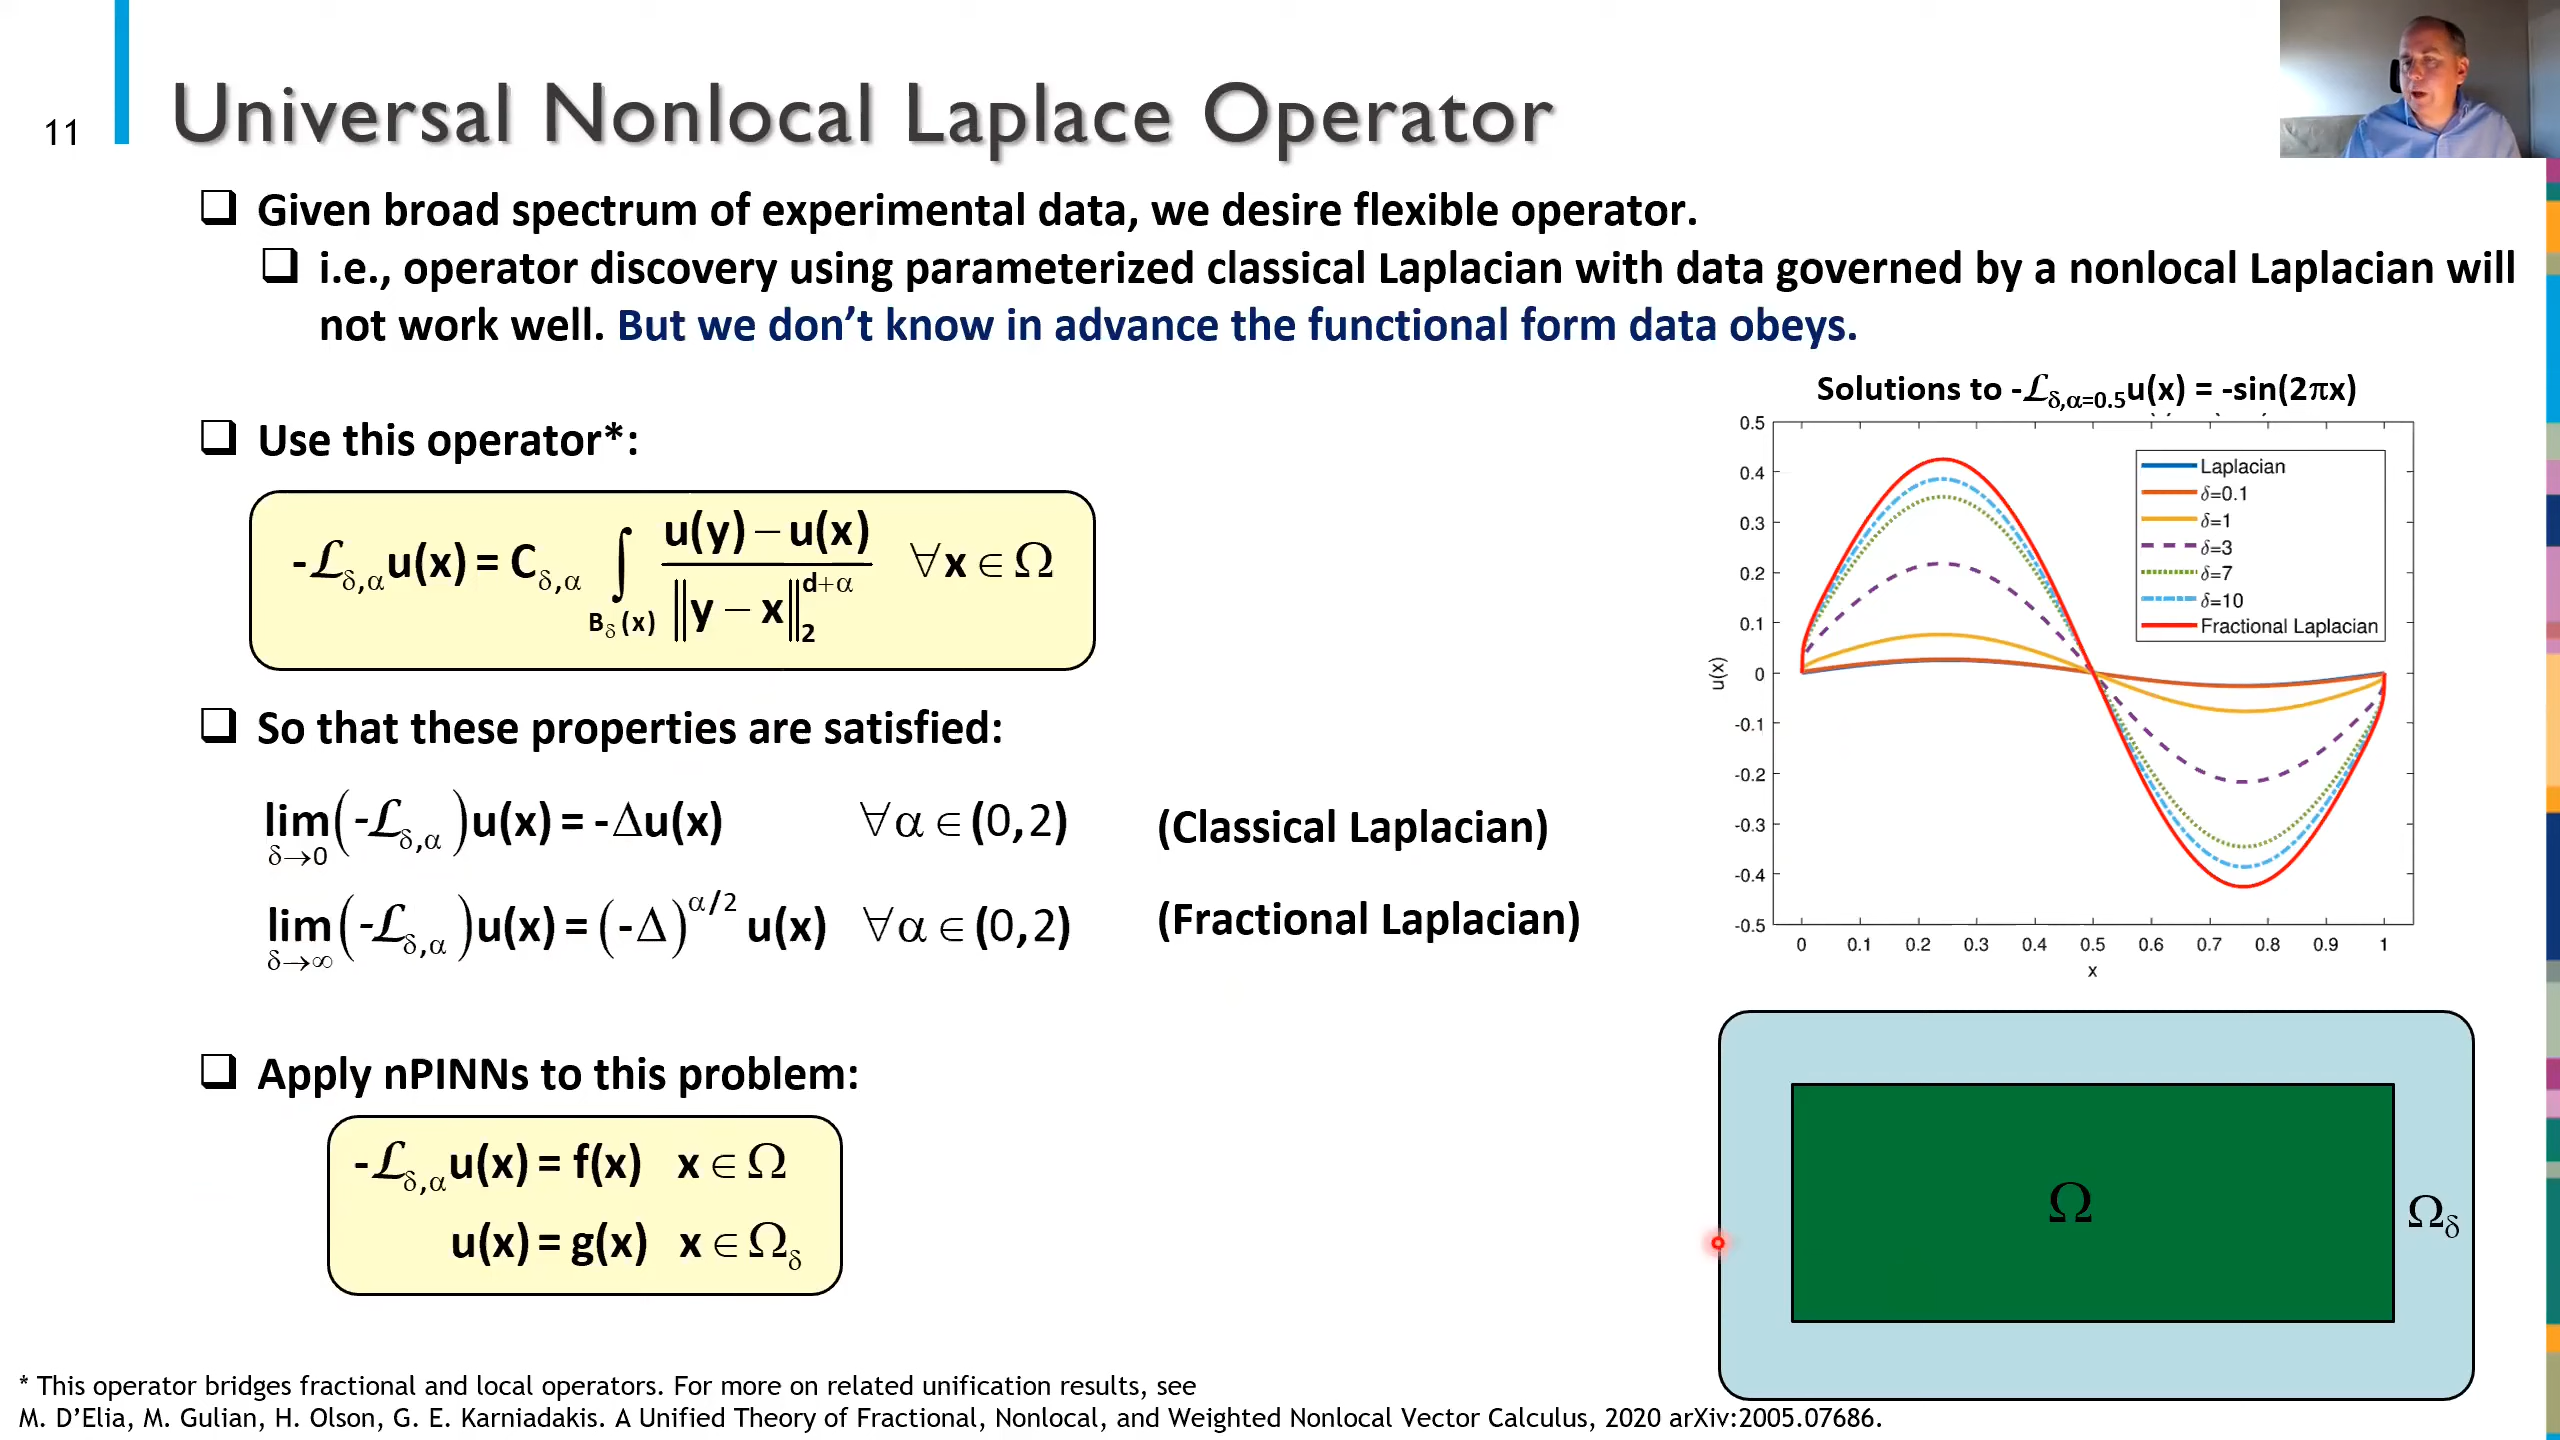 11
Universal Nonlocal Laplace Operator
❑ Given broad spectrum of experimental data, we desire flexible operator.
❑ i.e., operator discovery using parameterized classical Laplacian with data governed by a nonlocal Laplacian will
not work well. But we don’t know in advance the functional form data obeys.
❑ Use this operator*:
-ℒ_{δ,α}u(x) = C_{δ,α} ∫_{B_δ(x)} (u(y) − u(x)) / ‖y − x‖_2^{d+α} ∀x ∈ Ω
❑ So that these properties are satisfied:
lim_{δ→0} (-ℒ_{δ,α})u(x) = -Δu(x) ∀α ∈ (0,2) (Classical Laplacian)
lim_{δ→∞} (-ℒ_{δ,α})u(x) = (-Δ)^{α/2} u(x) ∀α ∈ (0,2) (Fractional Laplacian)
❑ Apply nPINNs to this problem:
-ℒ_{δ,α}u(x) = f(x) x ∈ Ω
u(x) = g(x) x ∈ Ω_δ
Solutions to -ℒ_{δ,α=0.5}u(x) = -sin(2πx)
0.5
0.4
0.3
0.2
0.1
0
-0.1
-0.2
-0.3
-0.4
-0.5
u(x)
Laplacian
δ=0.1
δ=1
δ=3
δ=7
δ=10
Fractional Laplacian
0 0.1 0.2 0.3 0.4 0.5 0.6 0.7 0.8 0.9 1
x
Ω
Ω_δ
* This operator bridges fractional and local operators. For more on related unification results, see
M. D’Elia, M. Gulian, H. Olson, G. E. Karniadakis. A Unified Theory of Fractional, Nonlocal, and Weighted Nonlocal Vector Calculus, 2020 arXiv:2005.07686.